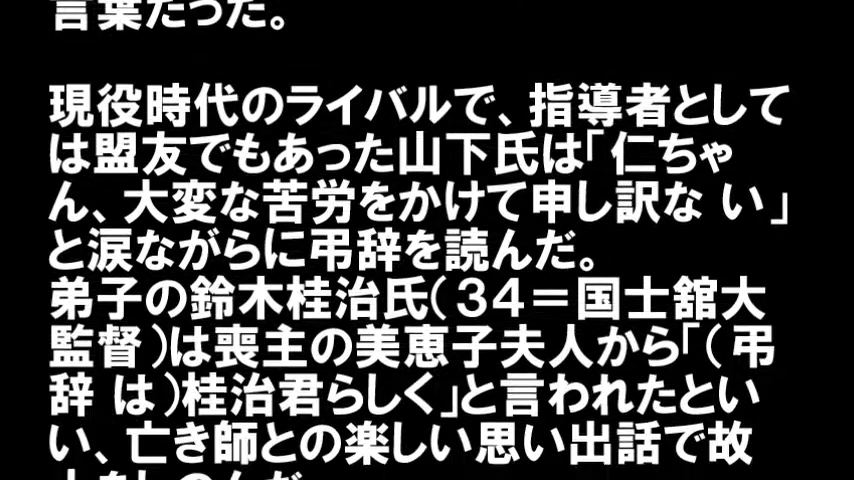 言葉だった。
現役時代のライバルで、指導者として
は盟友でもあった山下氏は「仁ちゃ
ん、大変な苦労をかけて申し訳な い」
と涙ながらに弔辞を読んだ。
弟子の鈴木桂治氏(34＝国士舘大
監督)は喪主の美恵子夫人から「(弔
辞 は)桂治君らしく」と言われたとい
い、亡き師との楽しい思い出話で故